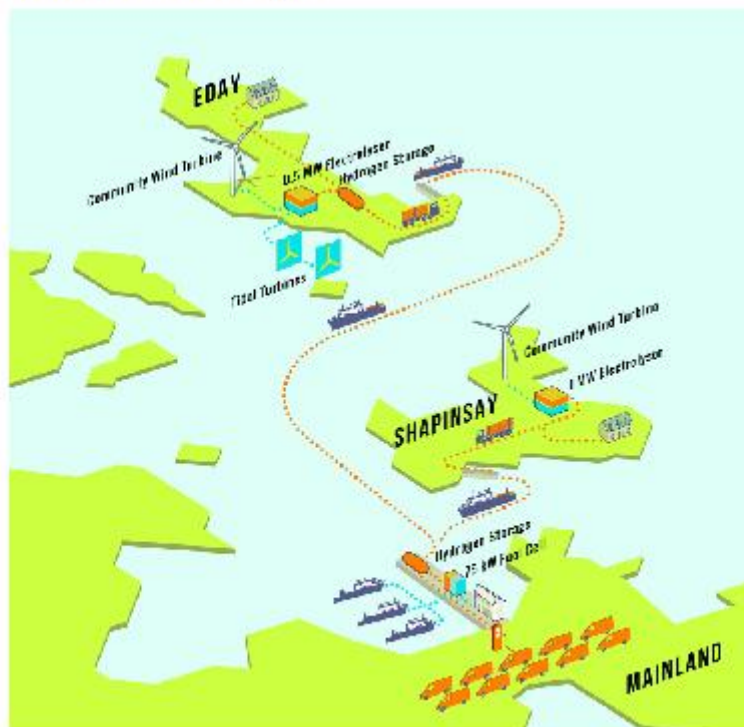 EDAY
Community Wind Turbine
0.5 MW Electrolyser
Hydrogen Storage
Tidal Turbines
Community Wind Turbine
1 MW Electrolyser
SHAPINSAY
Hydrogen Storage
75 kW Fuel Cell
MAINLAND